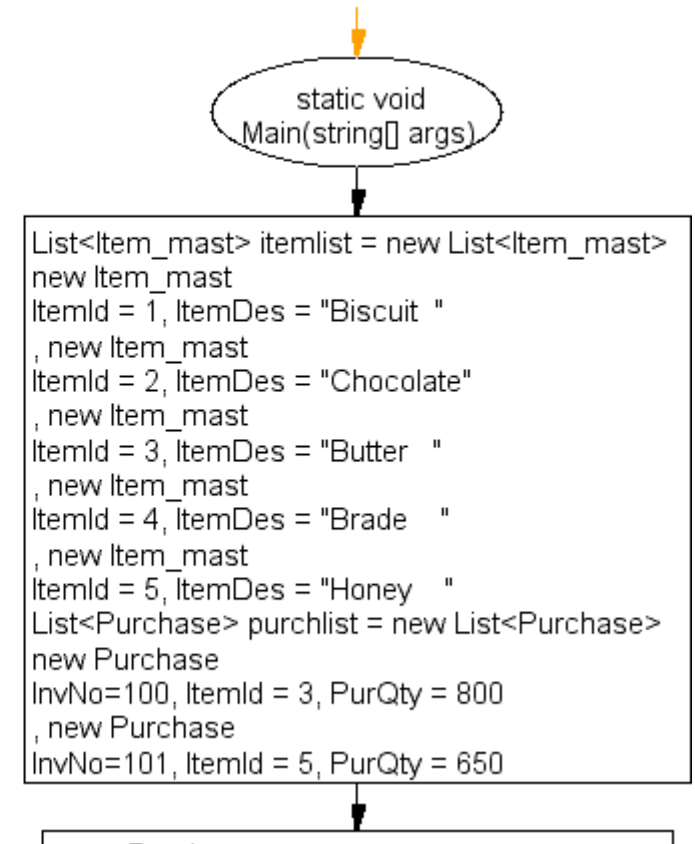 static void
Main(string[] args)
List<Item_mast> itemlist = new List<Item_mast>
new Item_mast
ItemId = 1, ItemDes = "Biscuit  "
, new Item_mast
ItemId = 2, ItemDes = "Chocolate"
, new Item_mast
ItemId = 3, ItemDes = "Butter   "
, new Item_mast
ItemId = 4, ItemDes = "Brade    "
, new Item_mast
ItemId = 5, ItemDes = "Honey    "
List<Purchase> purchlist = new List<Purchase>
new Purchase
InvNo=100, ItemId = 3, PurQty = 800
, new Purchase
InvNo=101, ItemId = 5, PurQty = 650